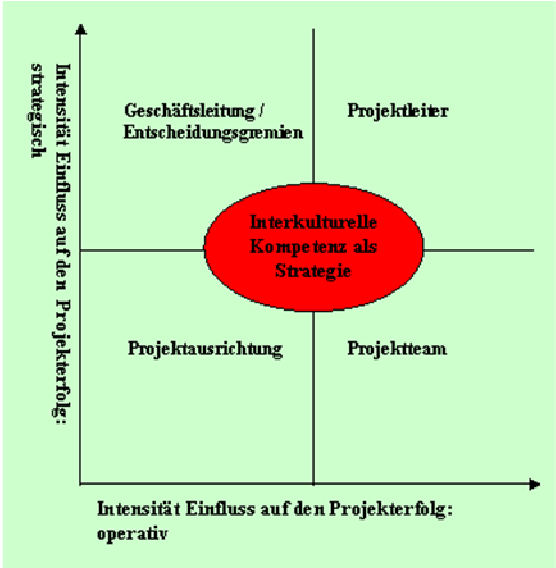 Intensität Einfluss auf den Projekterfolg:
strategisch
Geschäftsleitung /
Entscheidungsgremien
Projektleiter
Interkulturelle
Kompetenz als
Strategie
Projektausrichtung
Projektteam
Intensität Einfluss auf den Projekterfolg:
operativ